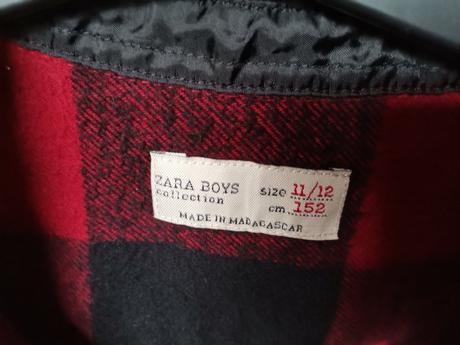 ZARA BOYS size 11/12
collection cm 152
MADE IN MADAGASCAR